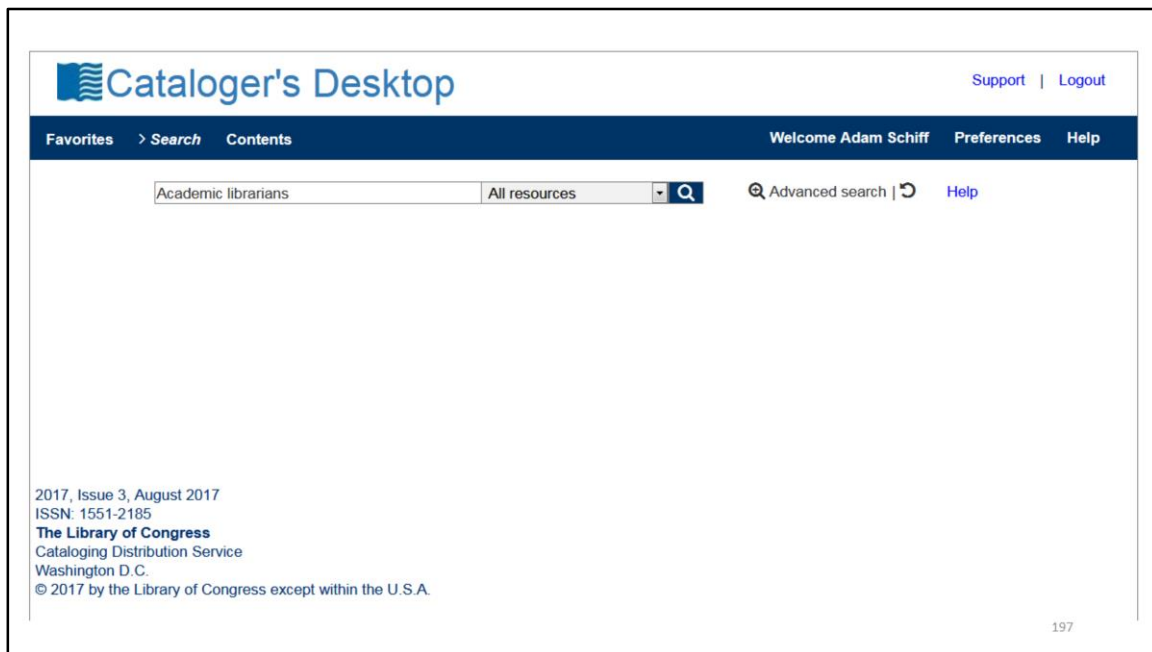 Cataloger's Desktop
Support | Logout
Favorites > Search Contents Welcome Adam Schiff Preferences Help
Academic librarians All resources Advanced search | Help
2017, Issue 3, August 2017
ISSN: 1551-2185
The Library of Congress
Cataloging Distribution Service
Washington D.C.
© 2017 by the Library of Congress except within the U.S.A.
197